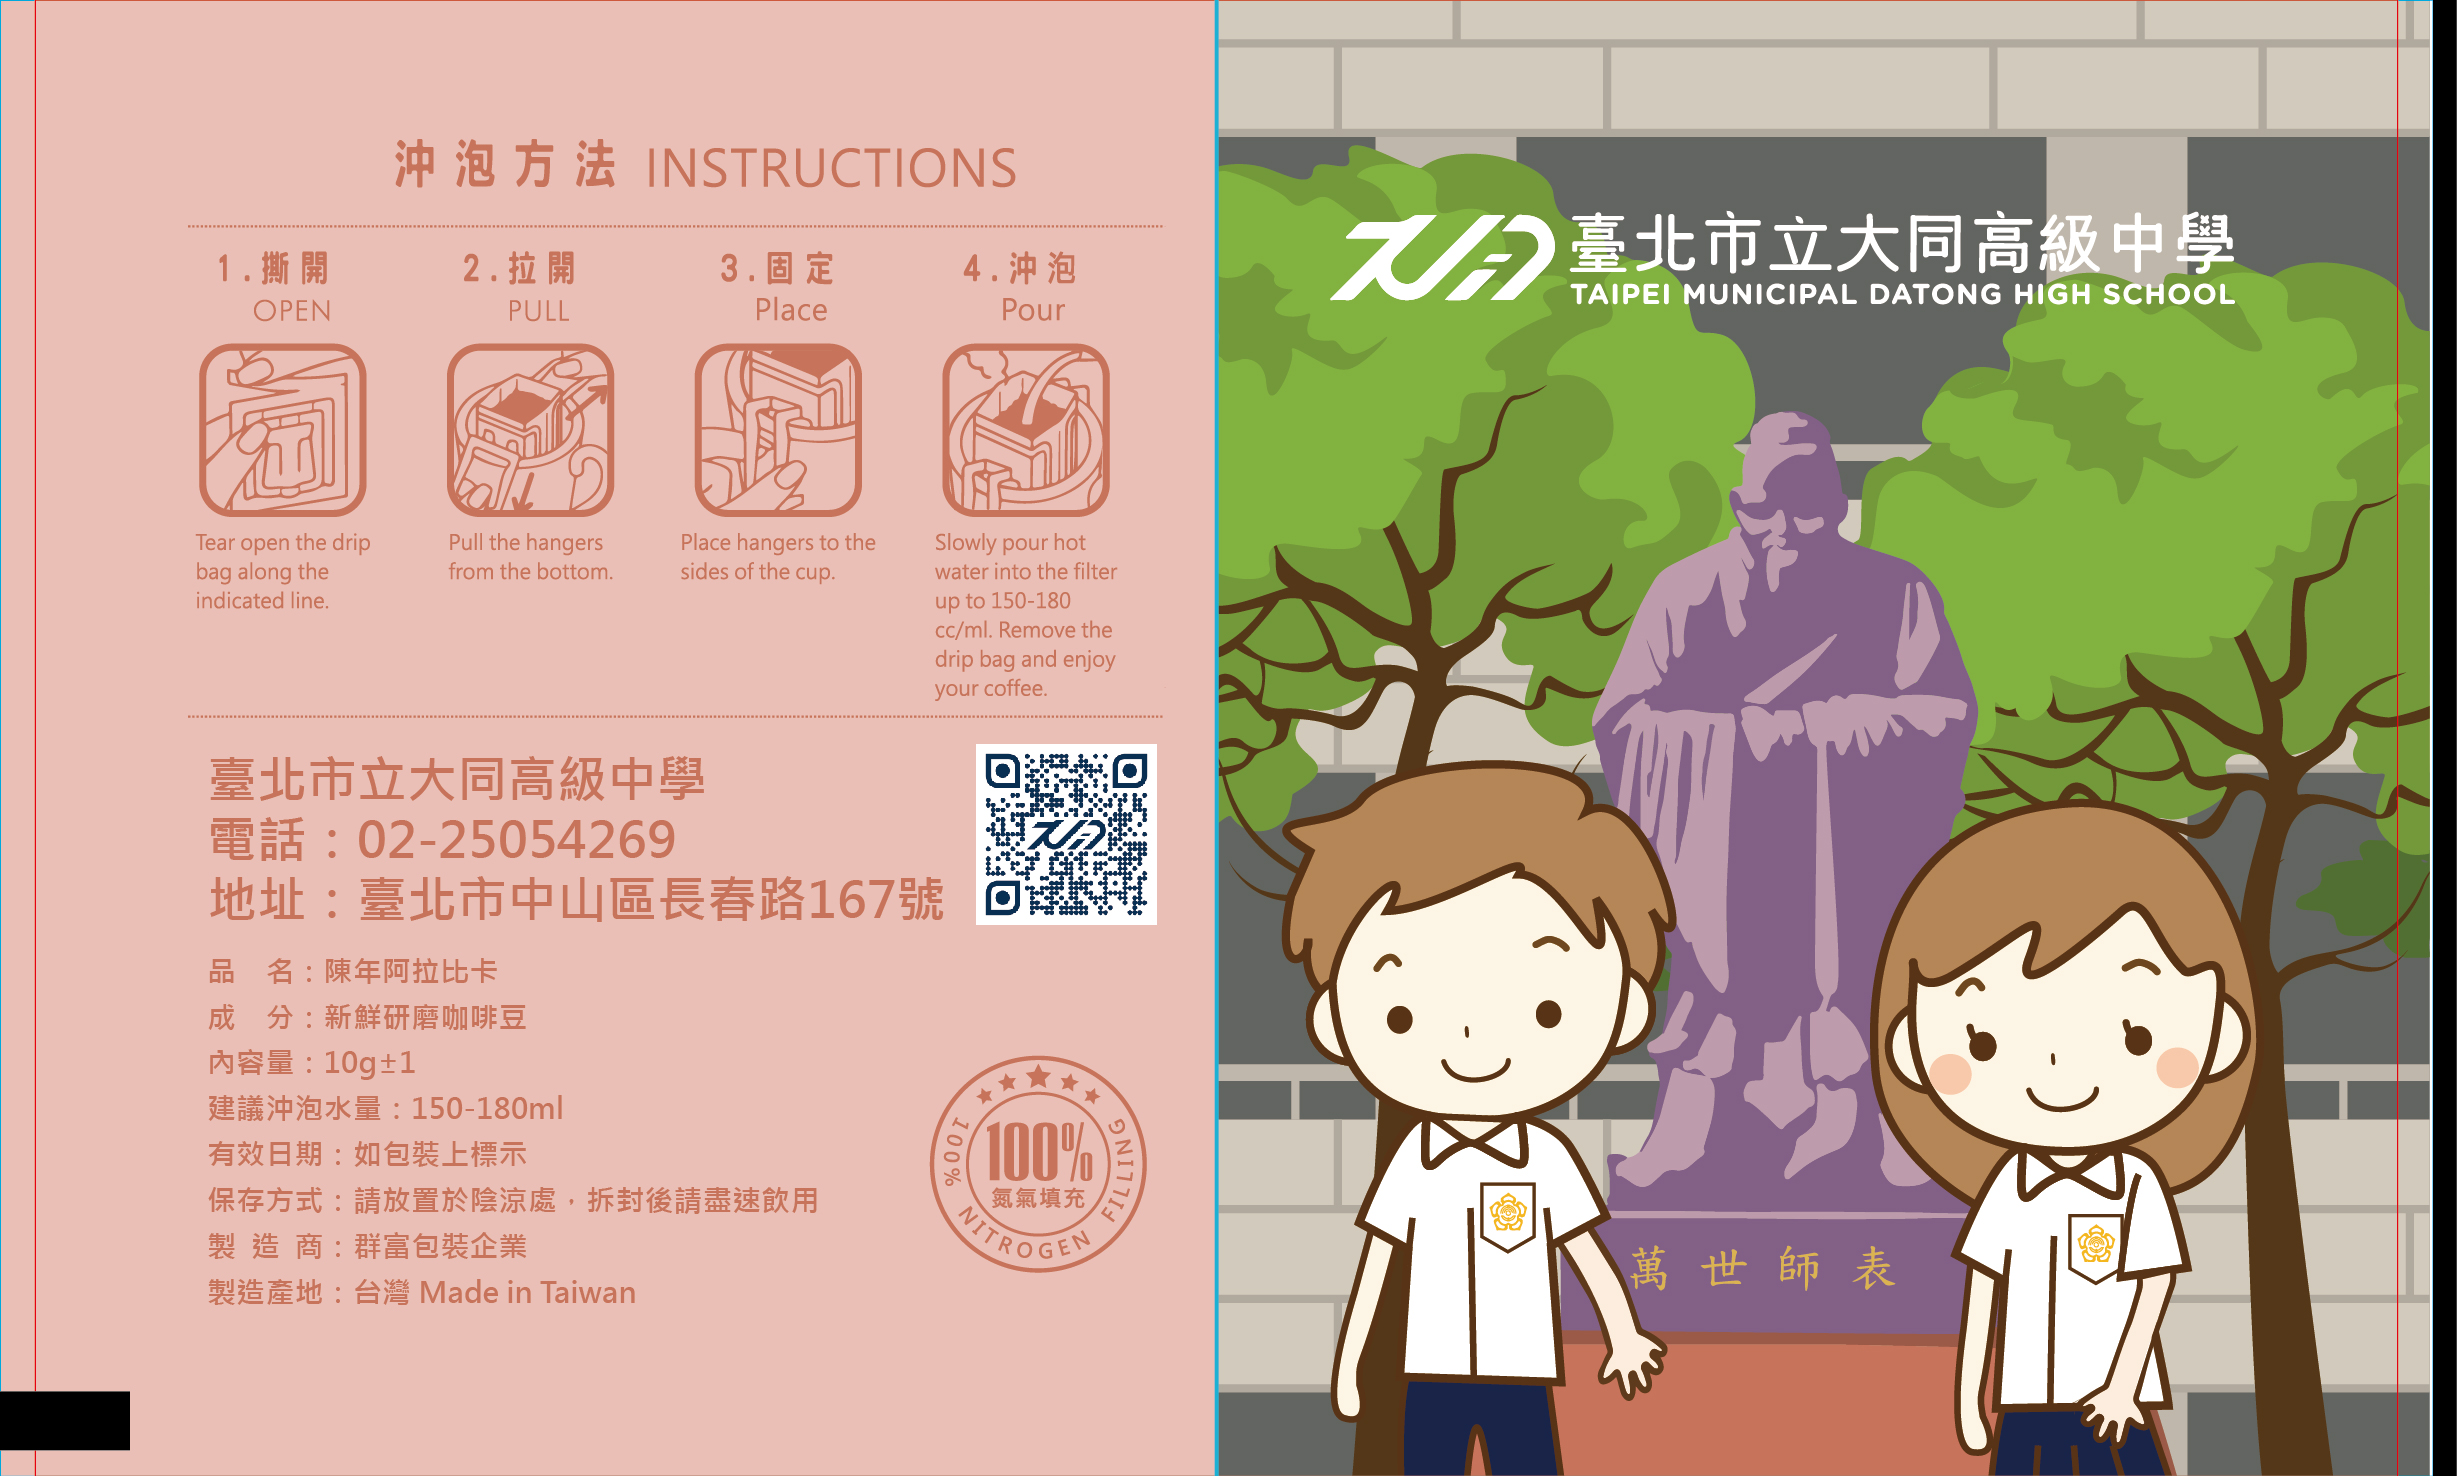 沖泡方法 INSTRUCTIONS
1.撕開
OPEN
2.拉開
PULL
3.固定
Place
4.沖泡
Pour
Tear open the drip
bag along the
indicated line.
Pull the hangers
from the bottom.
Place hangers to the
sides of the cup.
Slowly pour hot
water into the filter
up to 150-180
cc/ml. Remove the
drip bag and enjoy
your coffee.
臺北市立大同高級中學
電話：02-25054269
地址：臺北市中山區長春路167號
品　名：陳年阿拉比卡
成　分：新鮮研磨咖啡豆
內容量：10g±1
建議沖泡水量：150-180ml
有效日期：如包裝上標示
保存方式：請放置於陰涼處，拆封後請盡速飲用
製 造 商：群富包裝企業
製造產地：台灣 Made in Taiwan
100%
氮氣填充
100% NITROGEN FILLING
臺北市立大同高級中學
TAIPEI MUNICIPAL DATONG HIGH SCHOOL
萬世師表